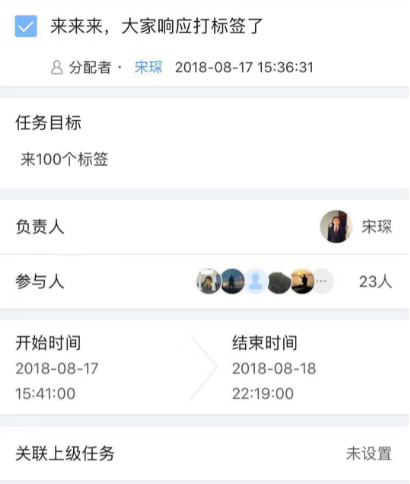 来来来，大家响应打标签了
分配者 · 宋琛 2018-08-17 15:36:31
任务目标
来100个标签
负责人 宋琛
参与人 23人
开始时间 结束时间
2018-08-17 2018-08-18
15:41:00 22:19:00
关联上级任务 未设置